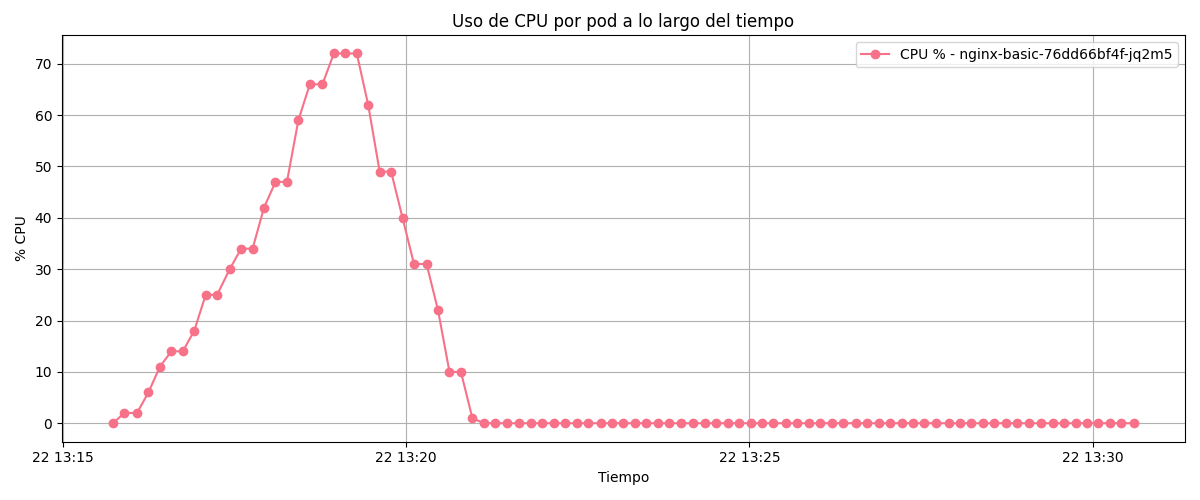 Uso de CPU por pod a lo largo del tiempo
CPU % - nginx-basic-76dd66bf4f-jq2m5
% CPU
70
60
50
40
30
20
10
0
22 13:15 22 13:20 22 13:25 22 13:30
Tiempo